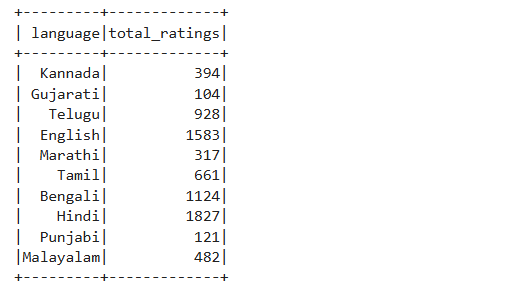 +---------+-------------+
| language|total_ratings|
+---------+-------------+
|  Kannada|          394|
| Gujarati|          104|
|   Telugu|          928|
|  English|         1583|
|  Marathi|          317|
|    Tamil|          661|
|  Bengali|         1124|
|    Hindi|         1827|
|  Punjabi|          121|
|Malayalam|          482|
+---------+-------------+